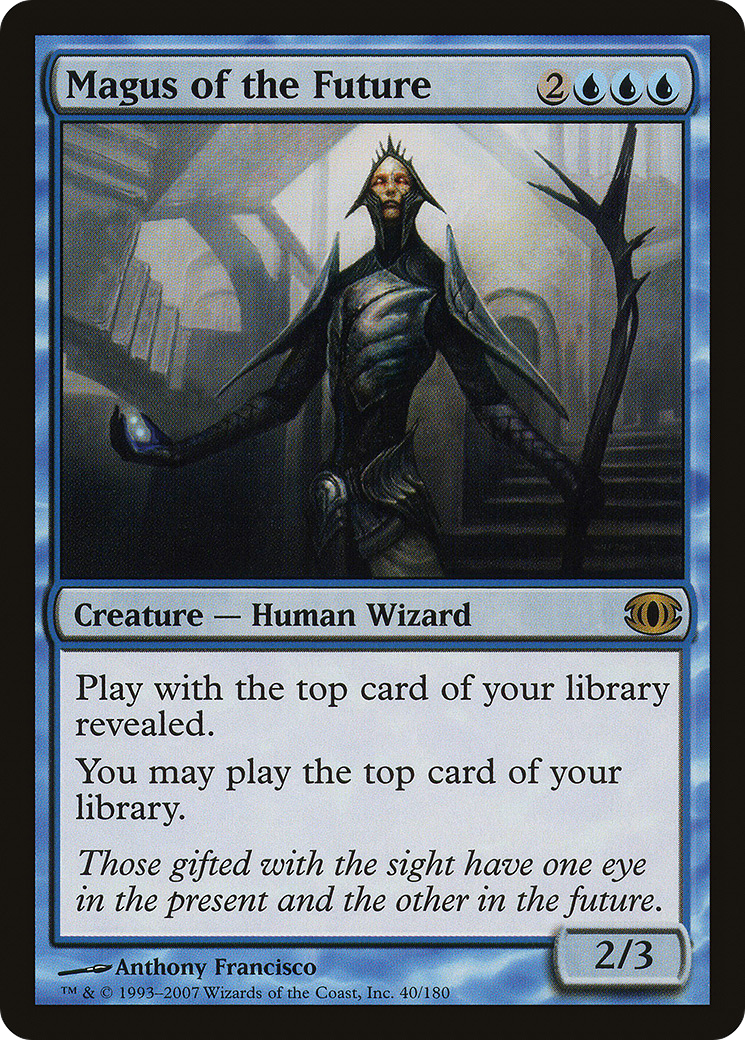 Magus of the Future 2
Creature — Human Wizard
Play with the top card of your library
revealed.
You may play the top card of your
library.
Those gifted with the sight have one eye
in the present and the other in the future.
2/3
Anthony Francisco
™ & © 1993–2007 Wizards of the Coast, Inc. 40/180